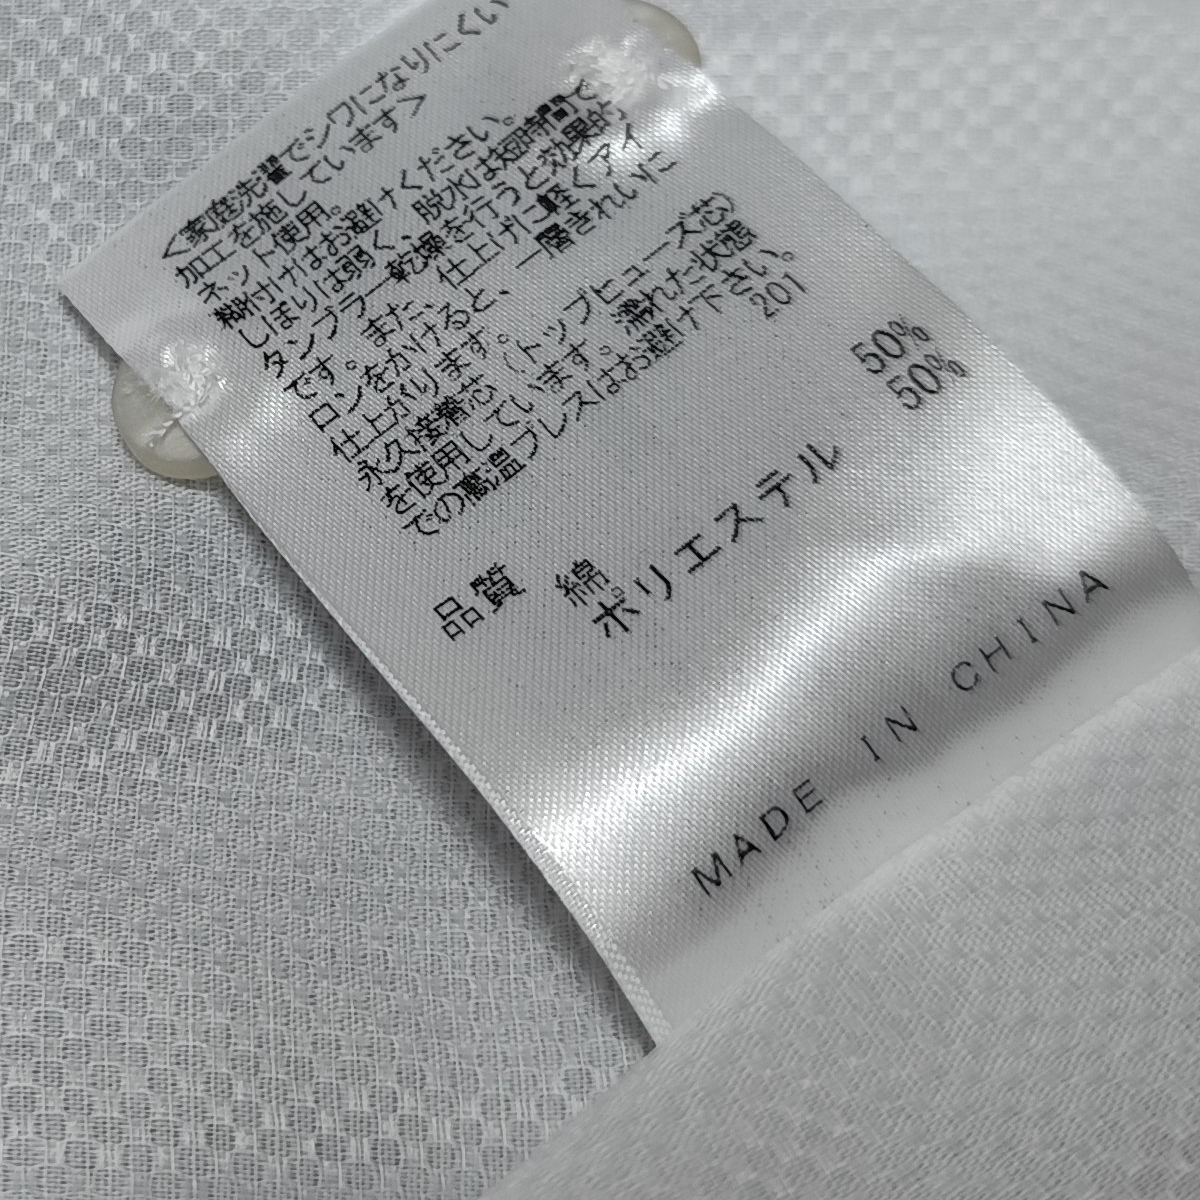 <家庭洗濯でシワになりにくい
加工を施しています>
ネット使用。
糊付けはお避けください。
しぼりは弱く、脱水は短時間で
タンブラー乾燥を行うと効果的
です。また、仕上げに軽くアイ
ロンをかけると、一層きれいに
仕上がります。
永久接着芯(トップヒューズ芯)
を使用しています。濡れた状態
での高温プレスはお避け下さい。
201
品質 綿 50%
ポリエステル 50%
MADE IN CHINA